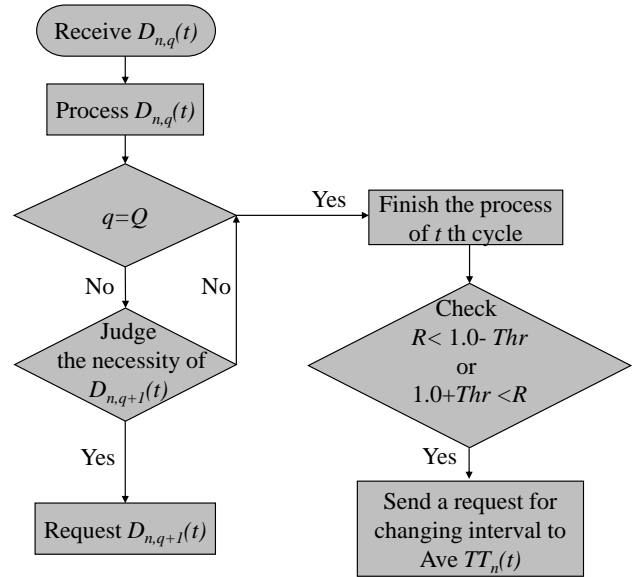 Receive D_{n,q}(t)
Process D_{n,q}(t)
q=Q
Yes
No
No
Judge
the necessity of
D_{n,q+1}(t)
Yes
Request D_{n,q+1}(t)
Finish the process
of t th cycle
Check
R< 1.0- Thr
or
1.0+Thr <R
Yes
Send a request for
changing interval to
Ave TT_n(t)